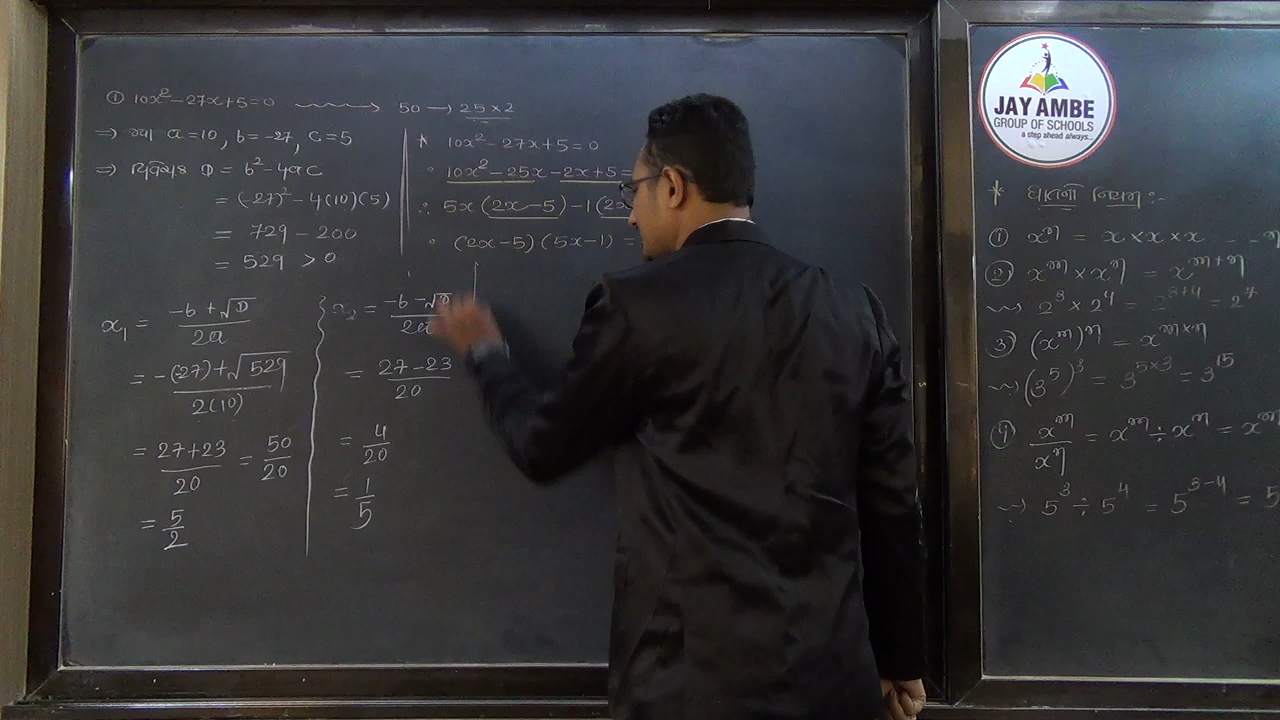 ① 10x² - 27x + 5 = 0 ⟿ 50 → 25 × 2
⇒ a = 10, b = -27, c = 5
⇒ D = b² - 4ac
= (-27)² - 4(10)(5)
= 729 - 200
= 529 > 0
* 10x² - 27x + 5 = 0
∴ 10x² - 25x - 2x + 5 =
∴ 5x (2x - 5) - 1 (2x
∴ (2x - 5) (5x - 1) =
x₁ = (-b + √D)/2a
= (-(-27) + √529)/2(10)
= (27 + 23)/20 = 50/20
= 5/2
x₂ = (-b - √D)/2a
= (27 - 23)/20
= 4/20
= 1/5
JAY AMBE
GROUP OF SCHOOLS
a step ahead always...
* ઘાતના નિયમ :-
① xⁿ = x × x × x ... - n
② xᵐ × xⁿ = xᵐ⁺ⁿ
⟿ 2³ × 2⁴ = 2³⁺⁴ = 2⁷
③ (xᵐ)ⁿ = xᵐˣⁿ
⟿ (3⁵)³ = 3⁵ˣ³ = 3¹⁵
④ xᵐ/xⁿ = xᵐ ÷ xⁿ = xᵐ
⟿ 5³ ÷ 5⁴ = 5³⁻⁴ = 5